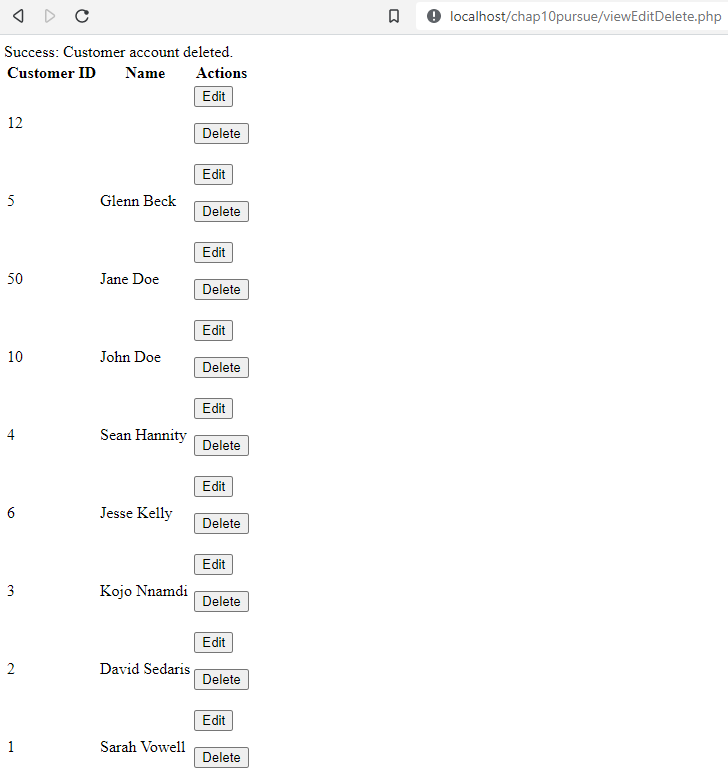 localhost/chap10pursue/viewEditDelete.php
Success: Customer account deleted.
Customer ID Name Actions
Edit
12
Delete
Edit
5 Glenn Beck
Delete
Edit
50 Jane Doe
Delete
Edit
10 John Doe
Delete
Edit
4 Sean Hannity
Delete
Edit
6 Jesse Kelly
Delete
Edit
3 Kojo Nnamdi
Delete
Edit
2 David Sedaris
Delete
Edit
1 Sarah Vowell
Delete